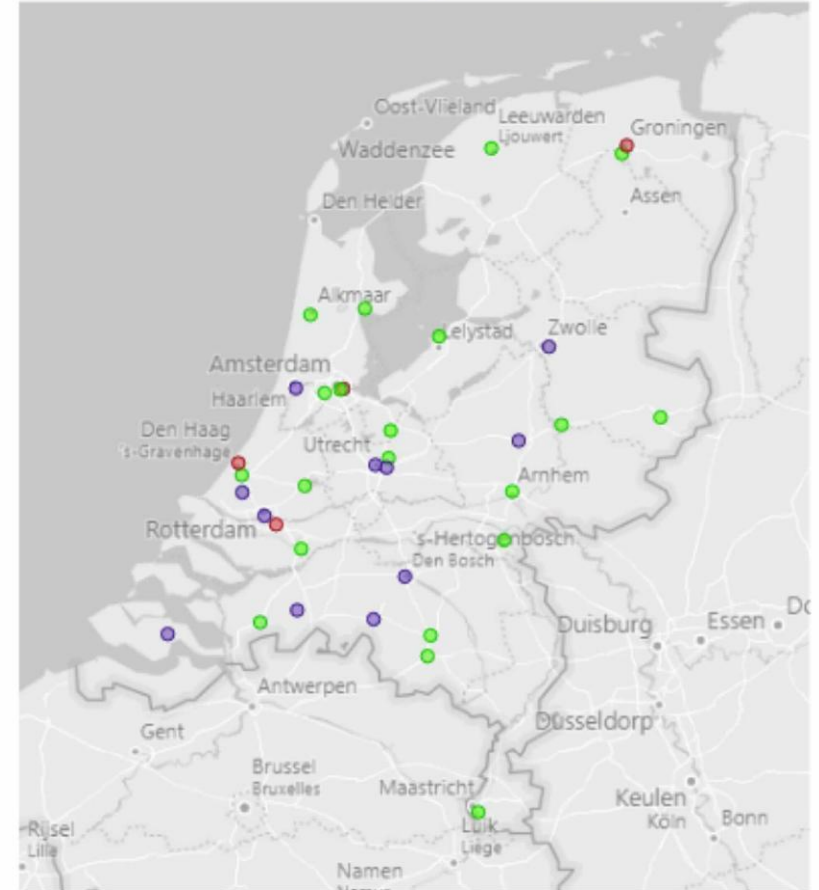 Oost-Vlieland
Leeuwarden
Ljouwert
Groningen
Waddenzee
Assen
Den Helder
Alkmaar
Lelystad
Zwolle
Amsterdam
Haarlem
Den Haag
's-Gravenhage
Utrecht
Arnhem
Rotterdam
's-Hertogenbosch
Den Bosch
Duisburg
Essen
Do
Antwerpen
Düsseldorp
Gent
Brussel
Bruxelles
Maastricht
Keulen
Köln
Bonn
Rijsel
Lille
Luik
Liège
Namen
Namur